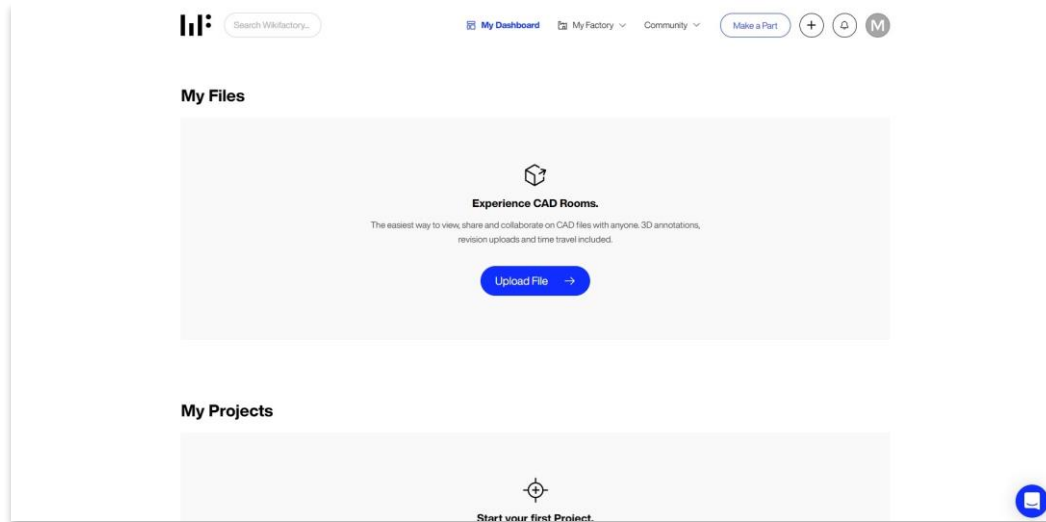 Search Wikifactory...
My Dashboard
My Factory
Community
Make a Part
M
My Files
Experience CAD Rooms.
The easiest way to view, share and collaborate on CAD files with anyone. 3D annotations,
revision uploads and time travel included.
Upload File
My Projects
Start your first Project.